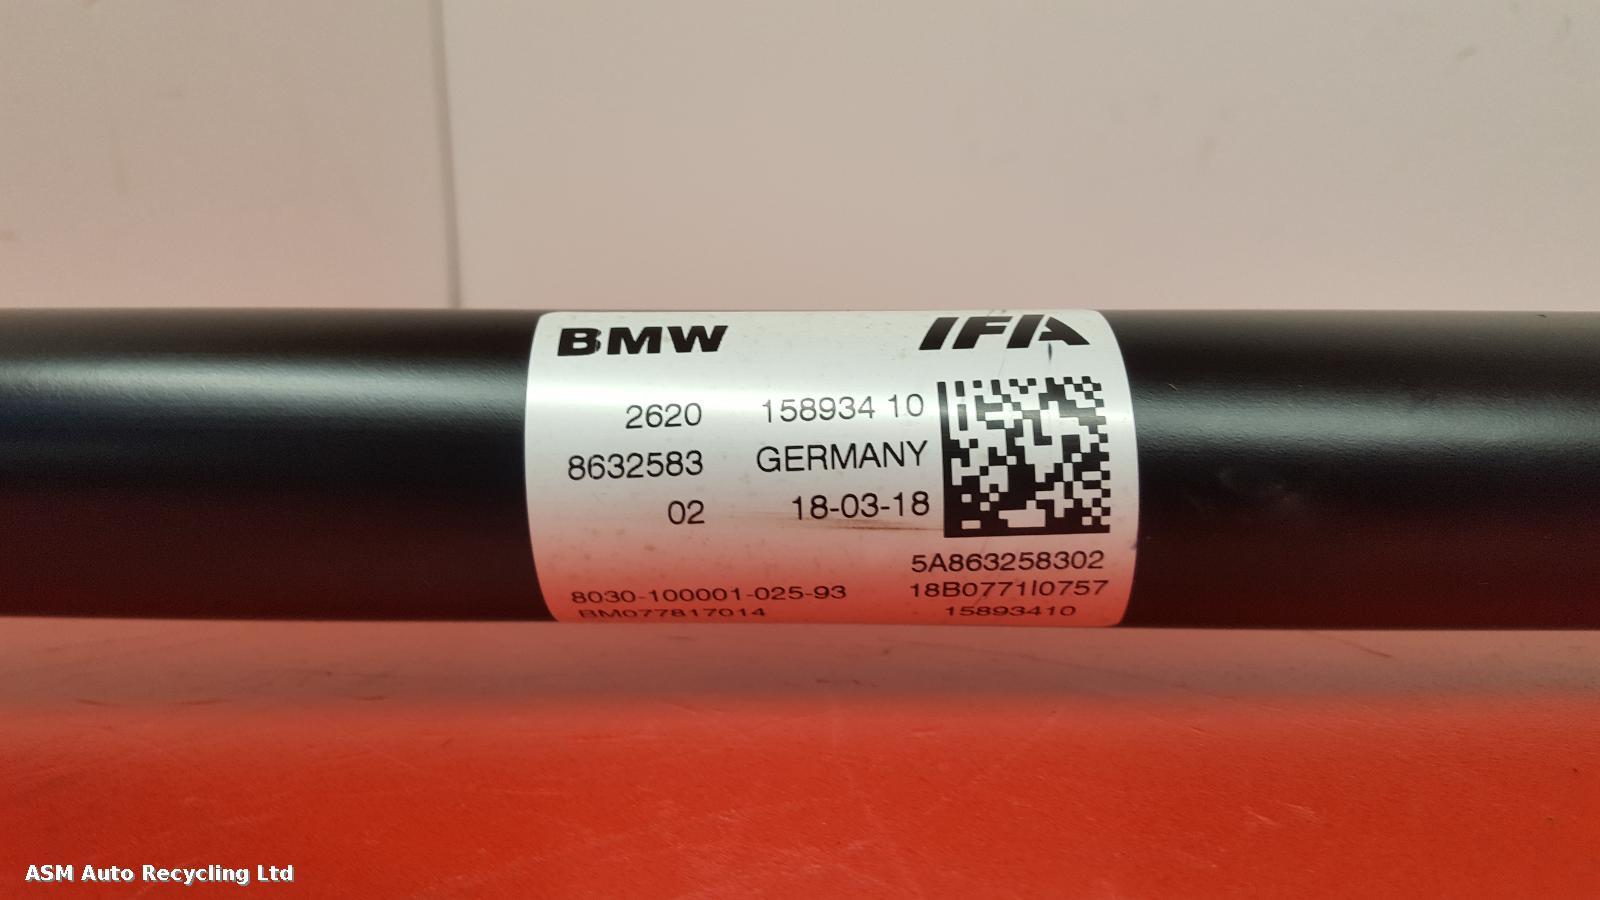 BMW IFA
2620 158934 10
8632583 GERMANY
02 18-03-18
5A863258302
8030-100001-025-93 18B0771I0757
BM077817014 15893410
ASM Auto Recycling Ltd